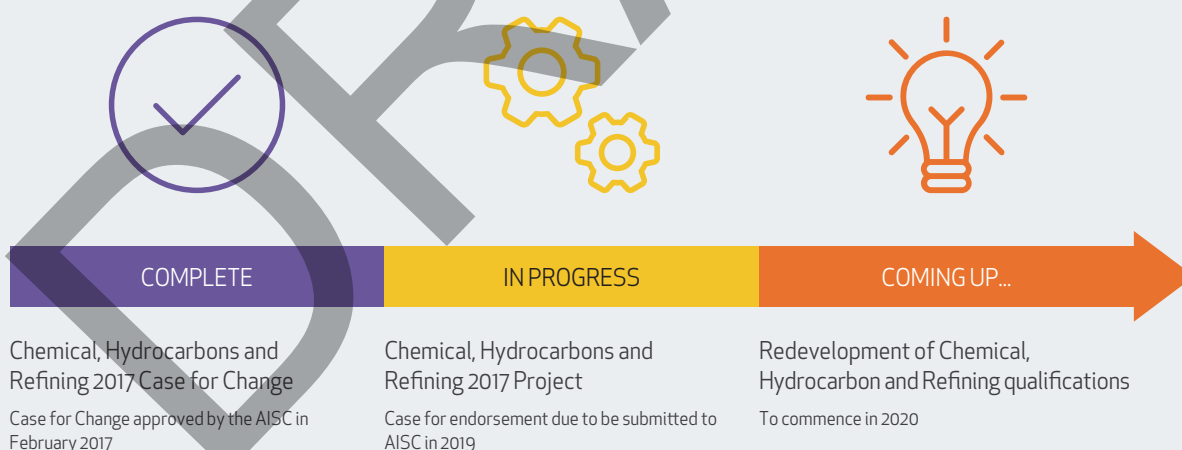 COMPLETE
IN PROGRESS
COMING UP...
Chemical, Hydrocarbons and
Refining 2017 Case for Change
Case for Change approved by the AISC in
February 2017
Chemical, Hydrocarbons and
Refining 2017 Project
Case for endorsement due to be submitted to
AISC in 2019
Redevelopment of Chemical,
Hydrocarbon and Refining qualifications
To commence in 2020